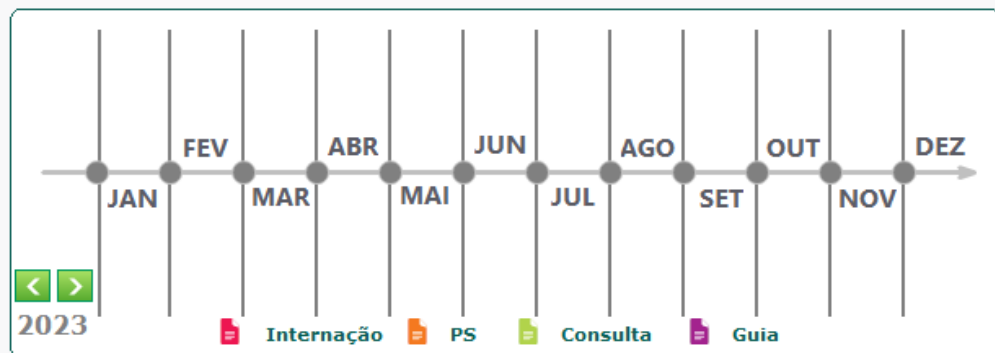 FEV ABR JUN AGO OUT DEZ
JAN MAR MAI JUL SET NOV
2023
Internação PS Consulta Guia